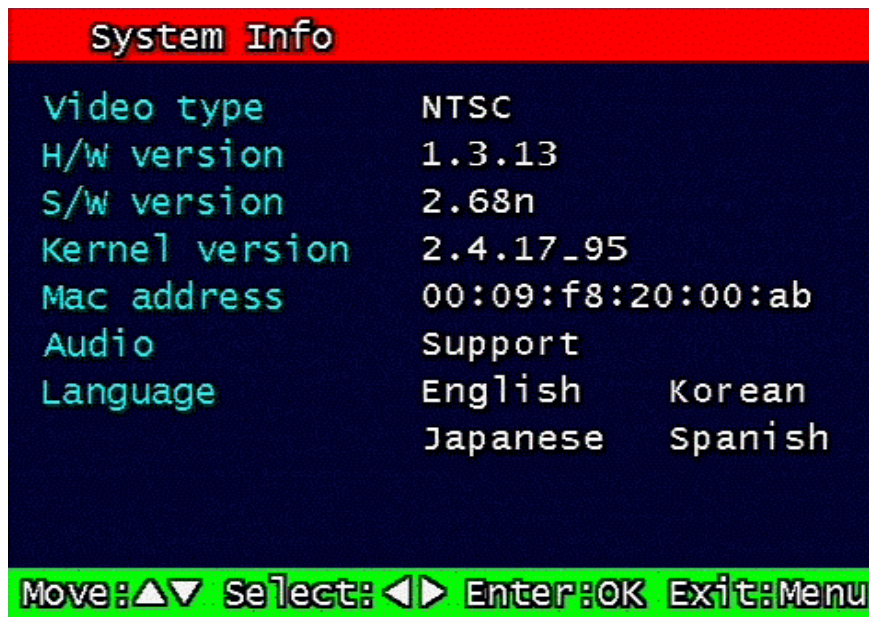 System Info
Video type NTSC
H/W version 1.3.13
S/W version 2.68n
Kernel version 2.4.17_95
Mac address 00:09:f8:20:00:ab
Audio Support
Language English Korean
Japanese Spanish
Move:△▽ Select:◁▷ Enter:OK Exit:Menu